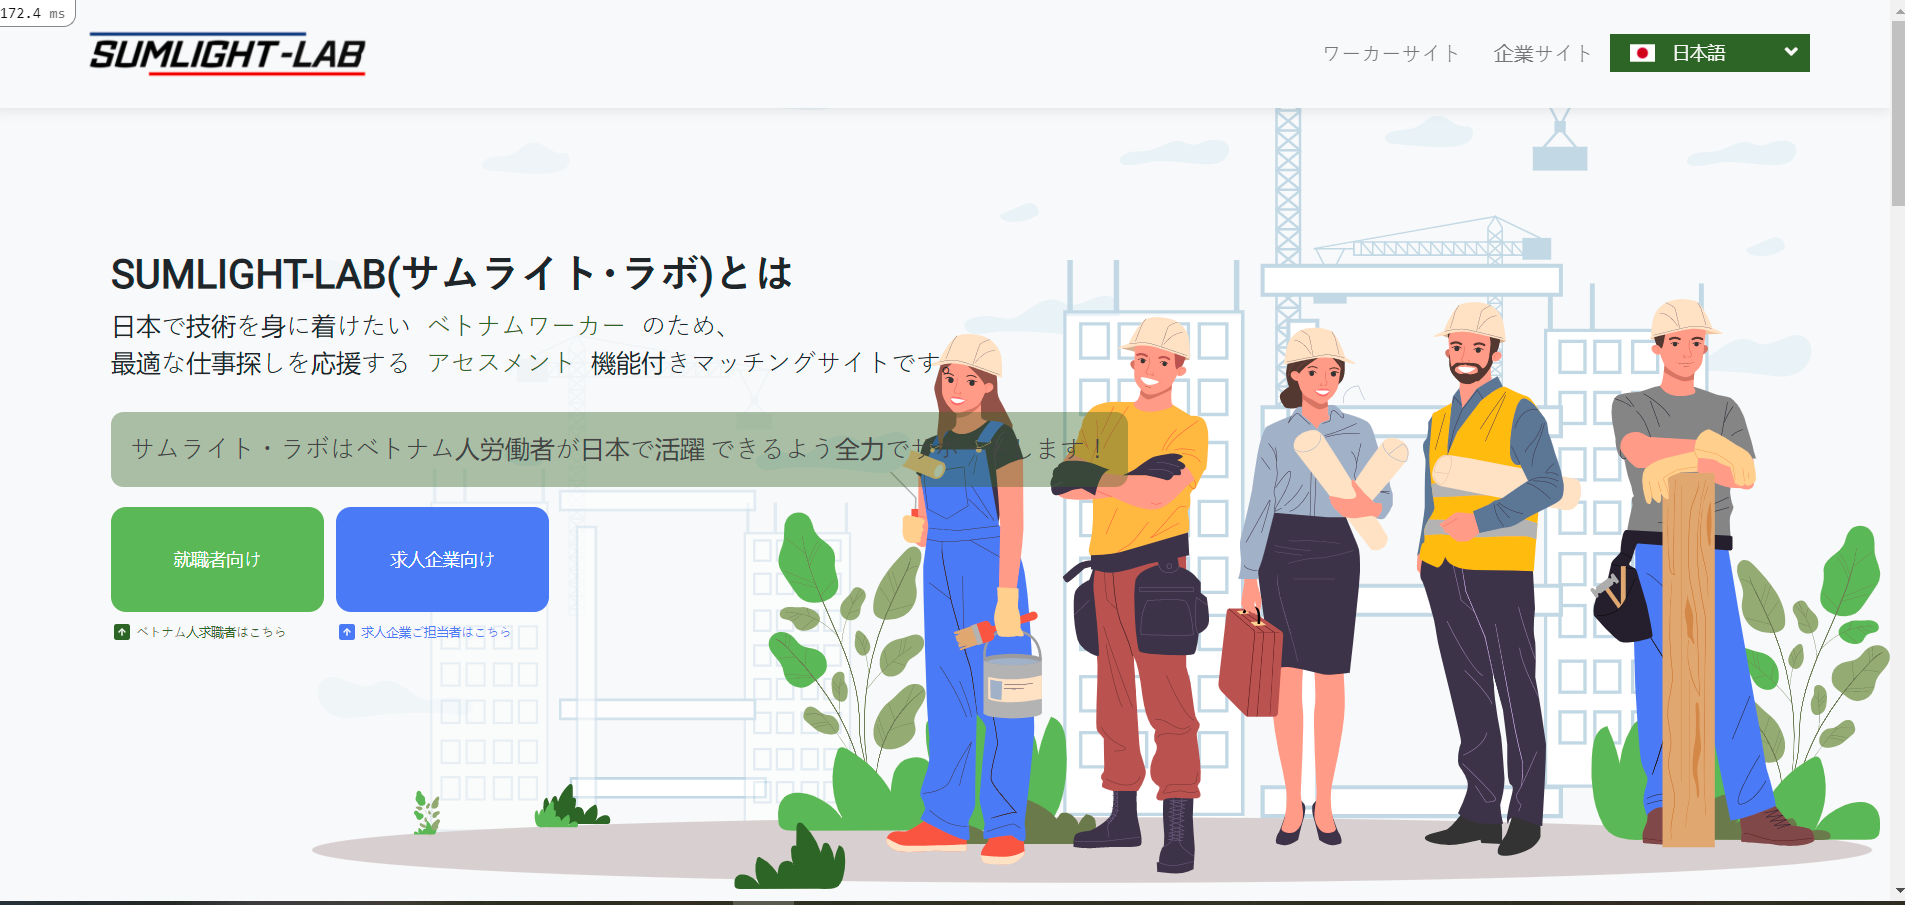 172.4 ms
SUMLIGHT-LAB
ワーカーサイト 企業サイト 日本語
SUMLIGHT-LAB(サムライト・ラボ)とは
日本で技術を身に着けたい ベトナムワーカー のため、
最適な仕事探しを応援する アセスメント 機能付きマッチングサイトです。
サムライト・ラボはベトナム人労働者が日本で活躍 できるよう全力でサポートします！
就職者向け 求人企業向け
ベトナム人求職者はこちら 求人企業ご担当者はこちら